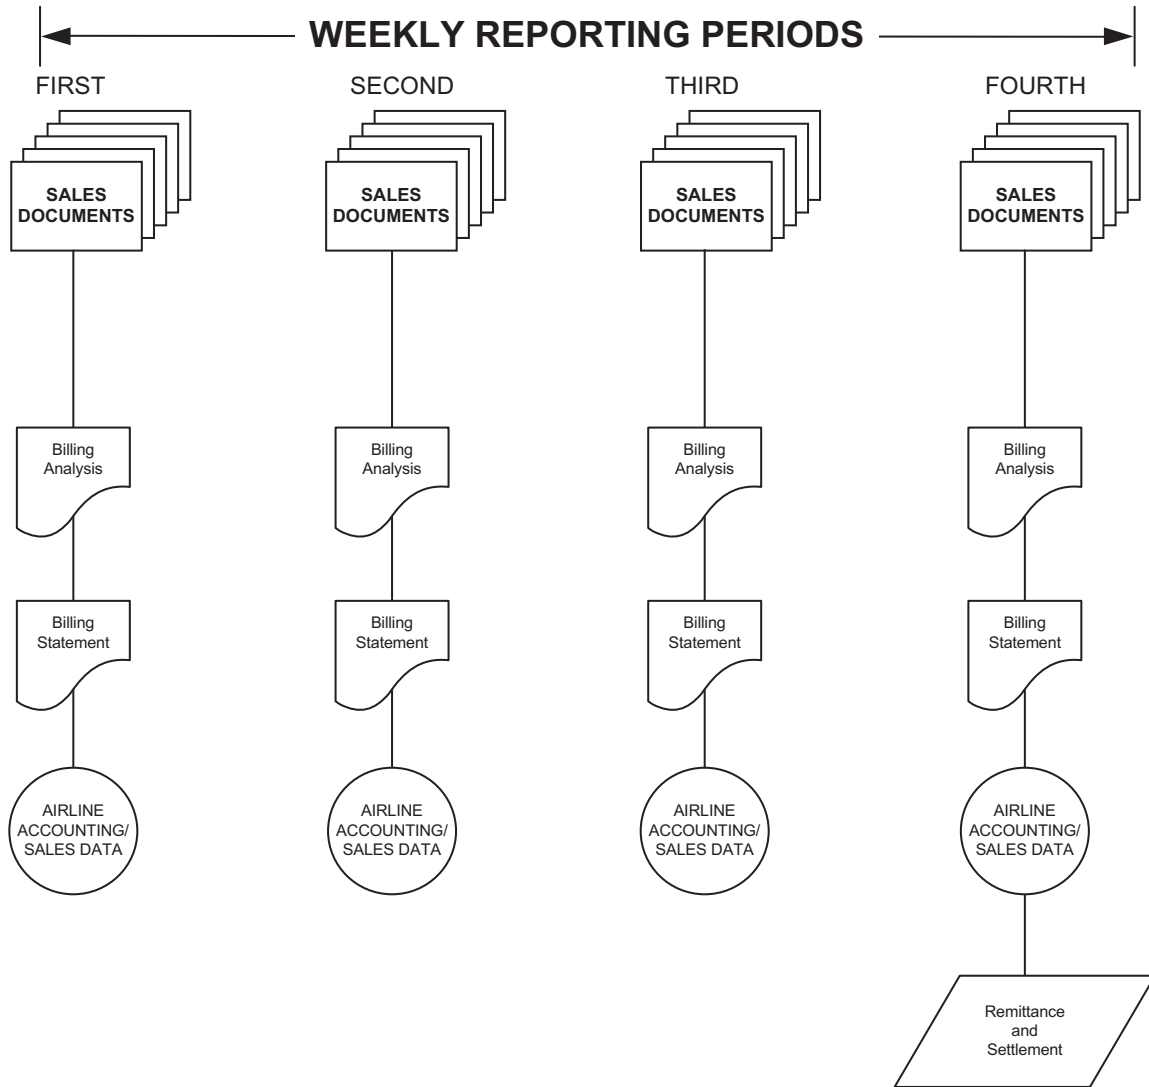 WEEKLY REPORTING PERIODS
FIRST
SECOND
THIRD
FOURTH
SALES
DOCUMENTS
SALES
DOCUMENTS
SALES
DOCUMENTS
SALES
DOCUMENTS
Billing
Analysis
Billing
Analysis
Billing
Analysis
Billing
Analysis
Billing
Statement
Billing
Statement
Billing
Statement
Billing
Statement
AIRLINE
ACCOUNTING/
SALES DATA
AIRLINE
ACCOUNTING/
SALES DATA
AIRLINE
ACCOUNTING/
SALES DATA
AIRLINE
ACCOUNTING/
SALES DATA
Remittance
and
Settlement